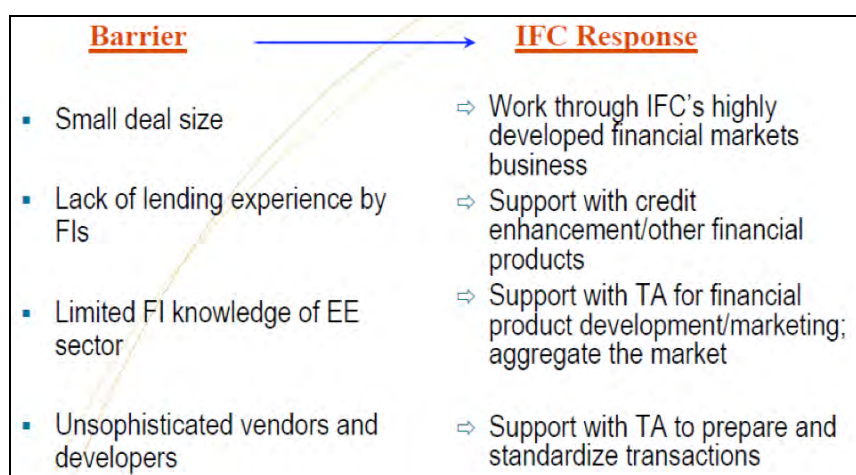 Barrier
IFC Response
Small deal size
Work through IFC's highly
developed financial markets
business
Lack of lending experience by
FIs
Support with credit
enhancement/other financial
products
Limited FI knowledge of EE
sector
Support with TA for financial
product development/marketing;
aggregate the market
Unsophisticated vendors and
developers
Support with TA to prepare and
standardize transactions